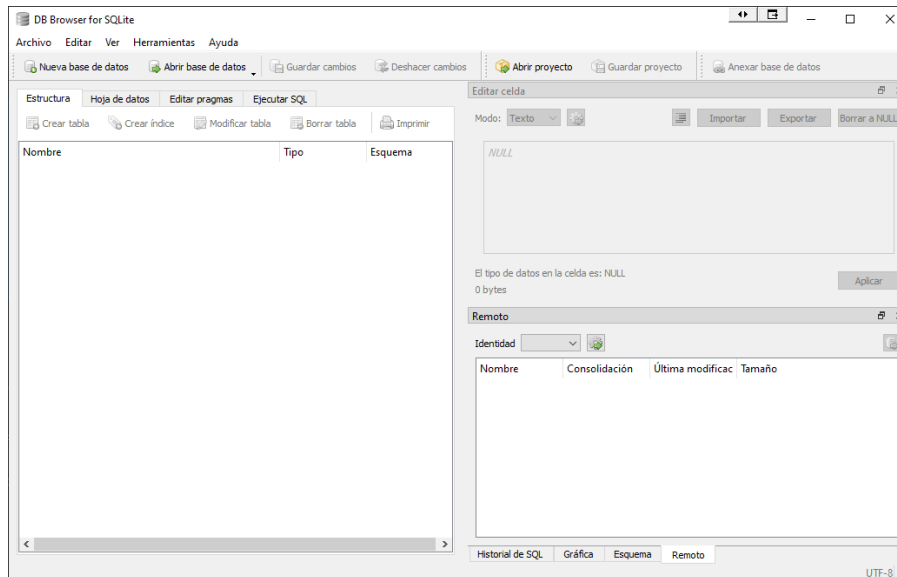 DB Browser for SQLite
Archivo Editar Ver Herramientas Ayuda
Nueva base de datos Abrir base de datos Guardar cambios Deshacer cambios Abrir proyecto Guardar proyecto Anexar base de datos
Estructura Hoja de datos Editar pragmas Ejecutar SQL
Crear tabla Crear índice Modificar tabla Borrar tabla Imprimir
Nombre Tipo Esquema
Editar celda
Modo: Texto Importar Exportar Borrar a NULL
NULL
El tipo de datos en la celda es: NULL
0 bytes
Aplicar
Remoto
Identidad
Nombre Consolidación Última modificac Tamaño
Historial de SQL Gráfica Esquema Remoto
UTF-8